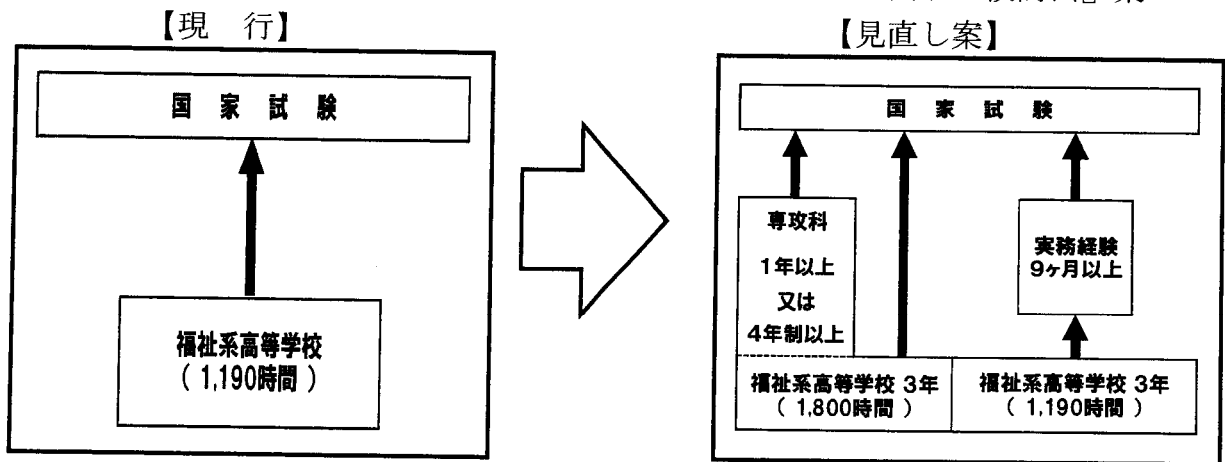 【現　行】
国　家　試　験
福祉系高等学校
（ 1,190時間 ）
【見直し案】
国　家　試　験
専攻科
1年以上
又は
4年制以上
実務経験
9ヶ月以上
福祉系高等学校 3年
（ 1,800時間 ）
福祉系高等学校 3年
（ 1,190時間 ）